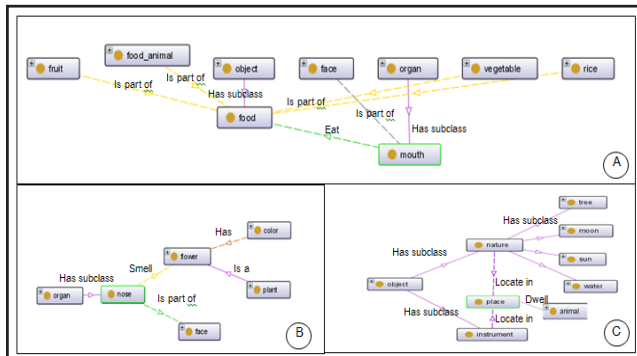 fruit
food_animal
object
face
organ
vegetable
rice
Is part of
Is part of
Has subclass
Is part of
Is part of
food
Has subclass
Eat
mouth
A
Has
color
flower
Smell
Is a
Has subclass
organ
nose
plant
Is part of
face
B
tree
Has subclass
moon
nature
Has subclass
sun
object
Locate in
water
place
Dwell
animal
Has subclass
Locate in
instrument
C